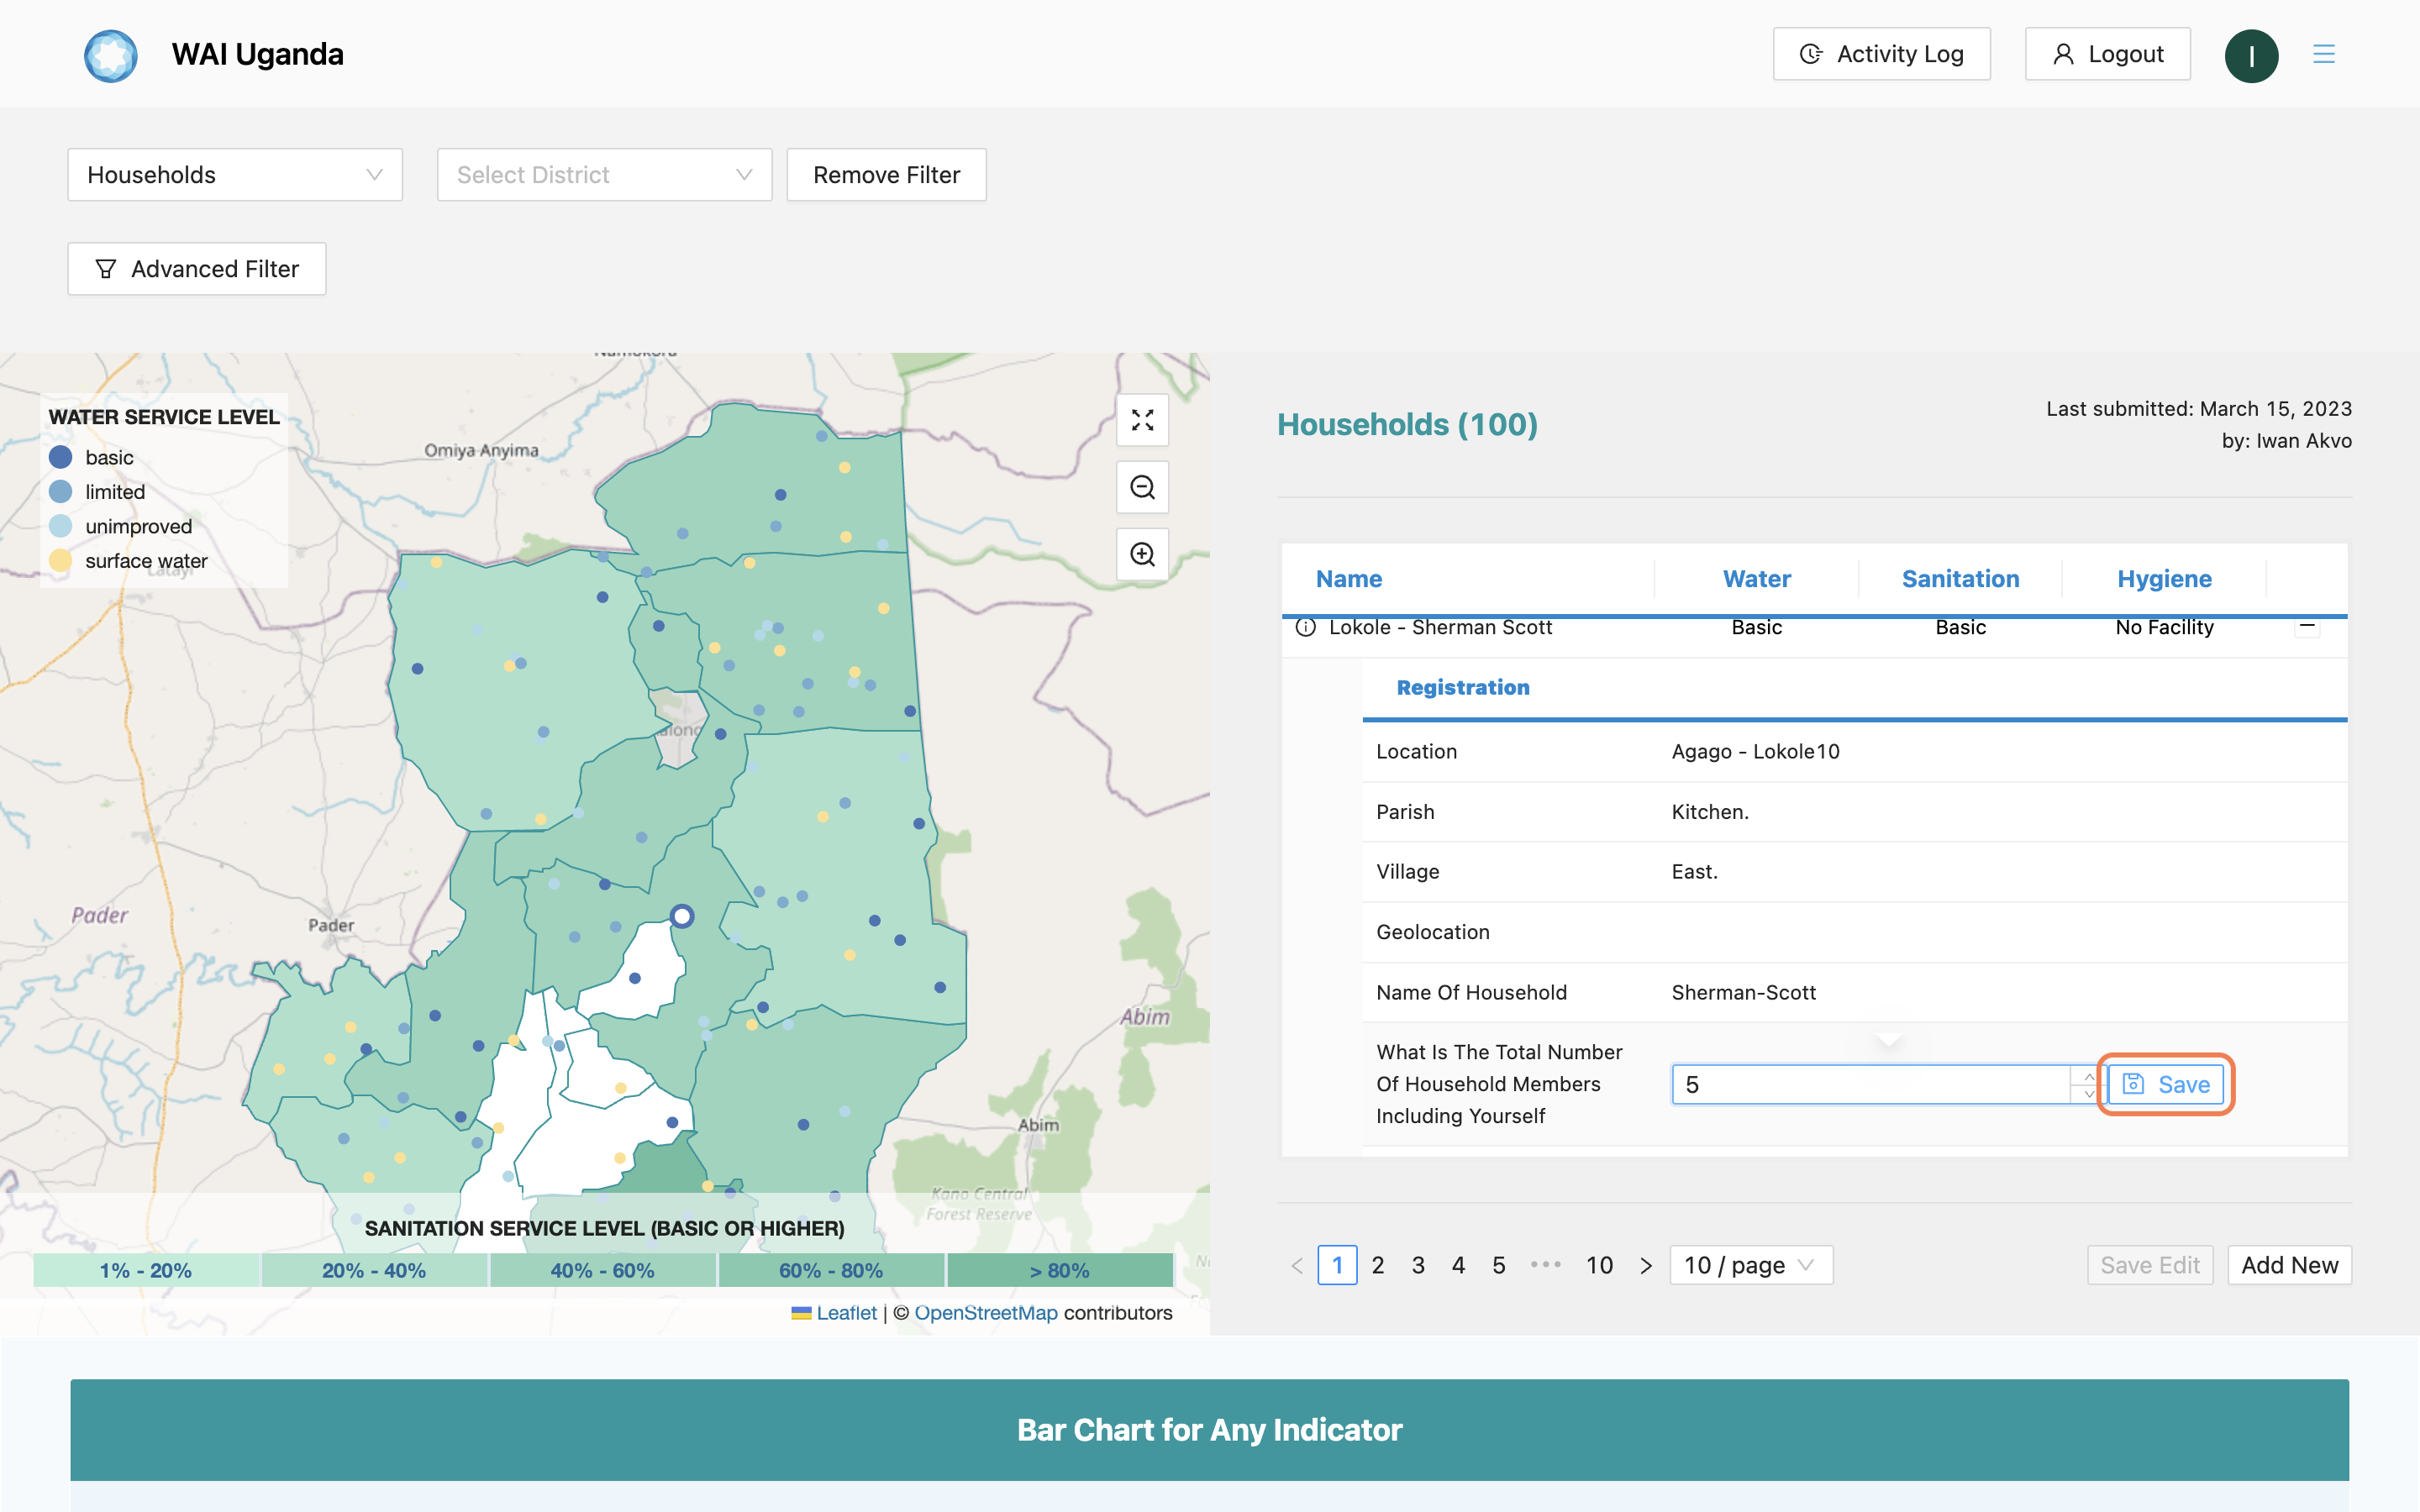 WAI Uganda
Activity Log
Logout
I
Households
Select District
Remove Filter
Advanced Filter
WATER SERVICE LEVEL
basic
limited
unimproved
surface water
Omiya Anyima
Latayi
Pader
Pader
Abim
Abim
Kano Central
Forest Reserve
SANITATION SERVICE LEVEL (BASIC OR HIGHER)
1% - 20%
20% - 40%
40% - 60%
60% - 80%
> 80%
Leaflet | © OpenStreetMap contributors
Households (100)
Last submitted: March 15, 2023
by: Iwan Akvo
Name Water Sanitation Hygiene
Lokole - Sherman Scott Basic Basic No Facility
Registration
Location Agago - Lokole10
Parish Kitchen.
Village East.
Geolocation
Name Of Household Sherman-Scott
What Is The Total Number
Of Household Members
Including Yourself
5
Save
1 2 3 4 5 ••• 10
10 / page
Save Edit
Add New
Bar Chart for Any Indicator